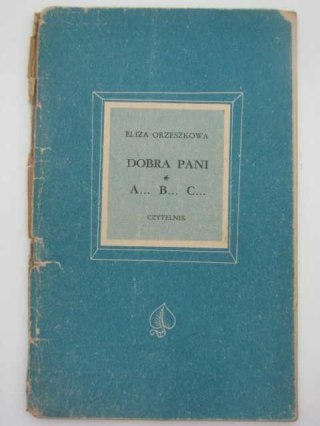 ELIZA ORZESZKOWA
DOBRA PANI
*
A... B... C...
CZYTELNIK